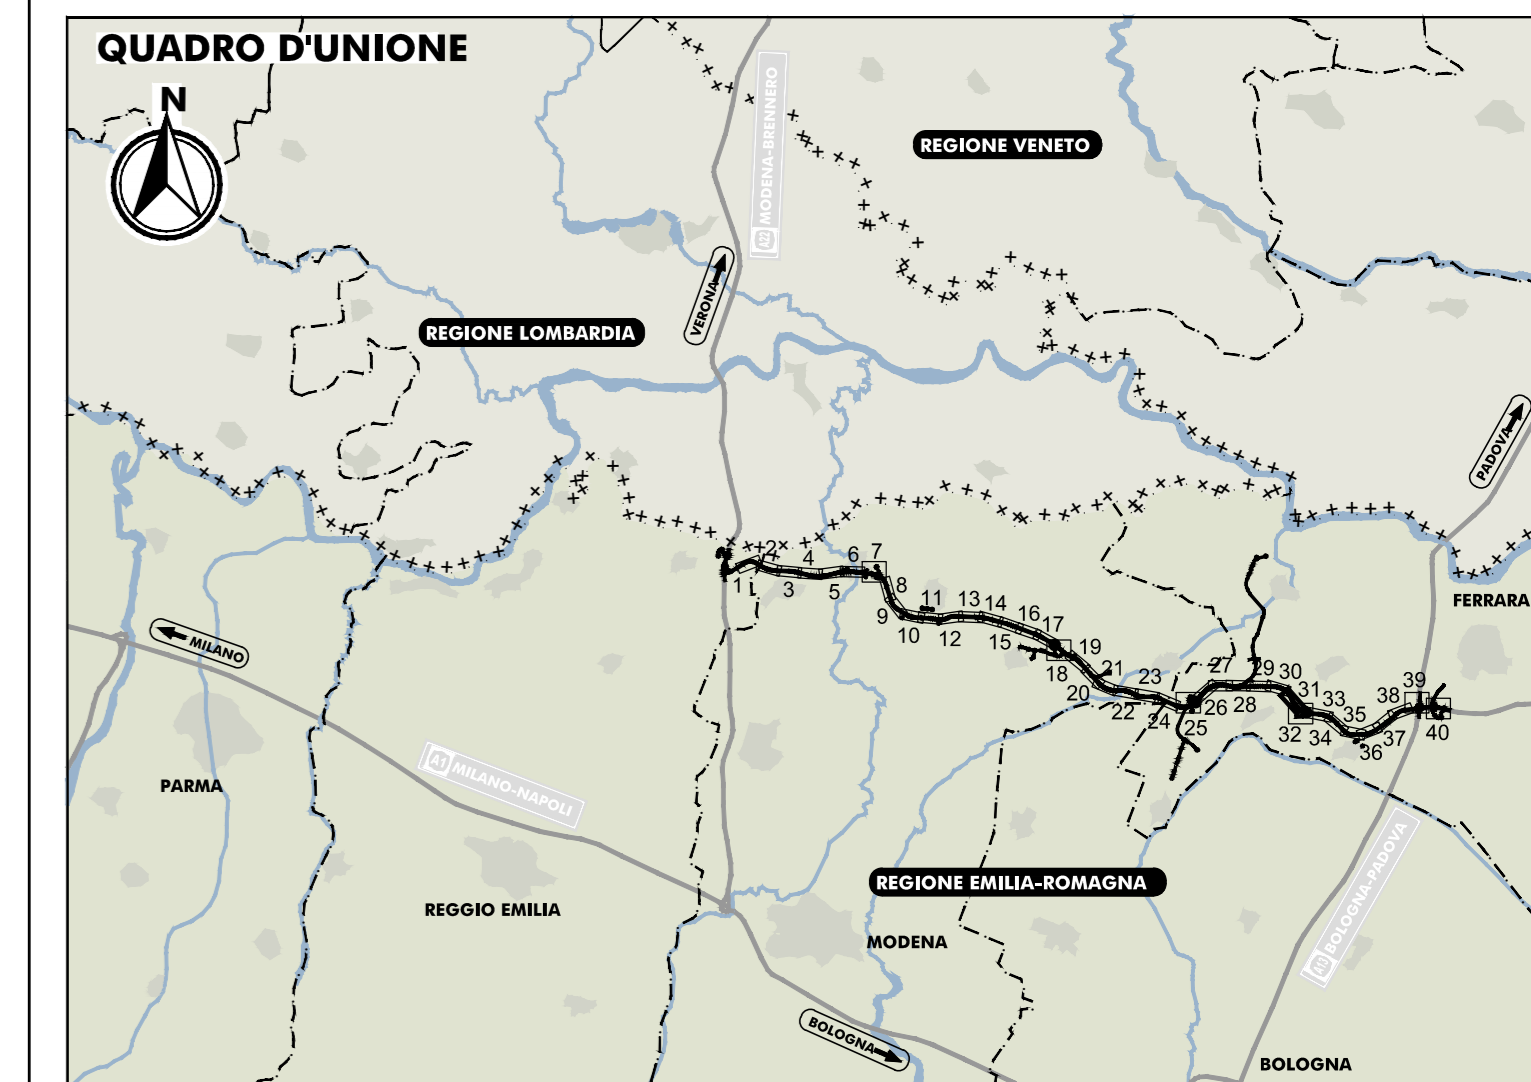 QUADRO D'UNIONE
N
A22 MODENA-BRENNERO
REGIONE VENETO
VERONA
REGIONE LOMBARDIA
PADOVA
1
2
3
4
5
6
7
8
9
10
11
12
13
14
15
16
17
18
19
20
21
22
23
24
25
26
27
28
29
30
31
32
33
34
35
36
37
38
39
40
FERRARA
MILANO
PARMA
A1 MILANO-NAPOLI
REGIONE EMILIA-ROMAGNA
A13 BOLOGNA-PADOVA
REGGIO EMILIA
MODENA
BOLOGNA
BOLOGNA